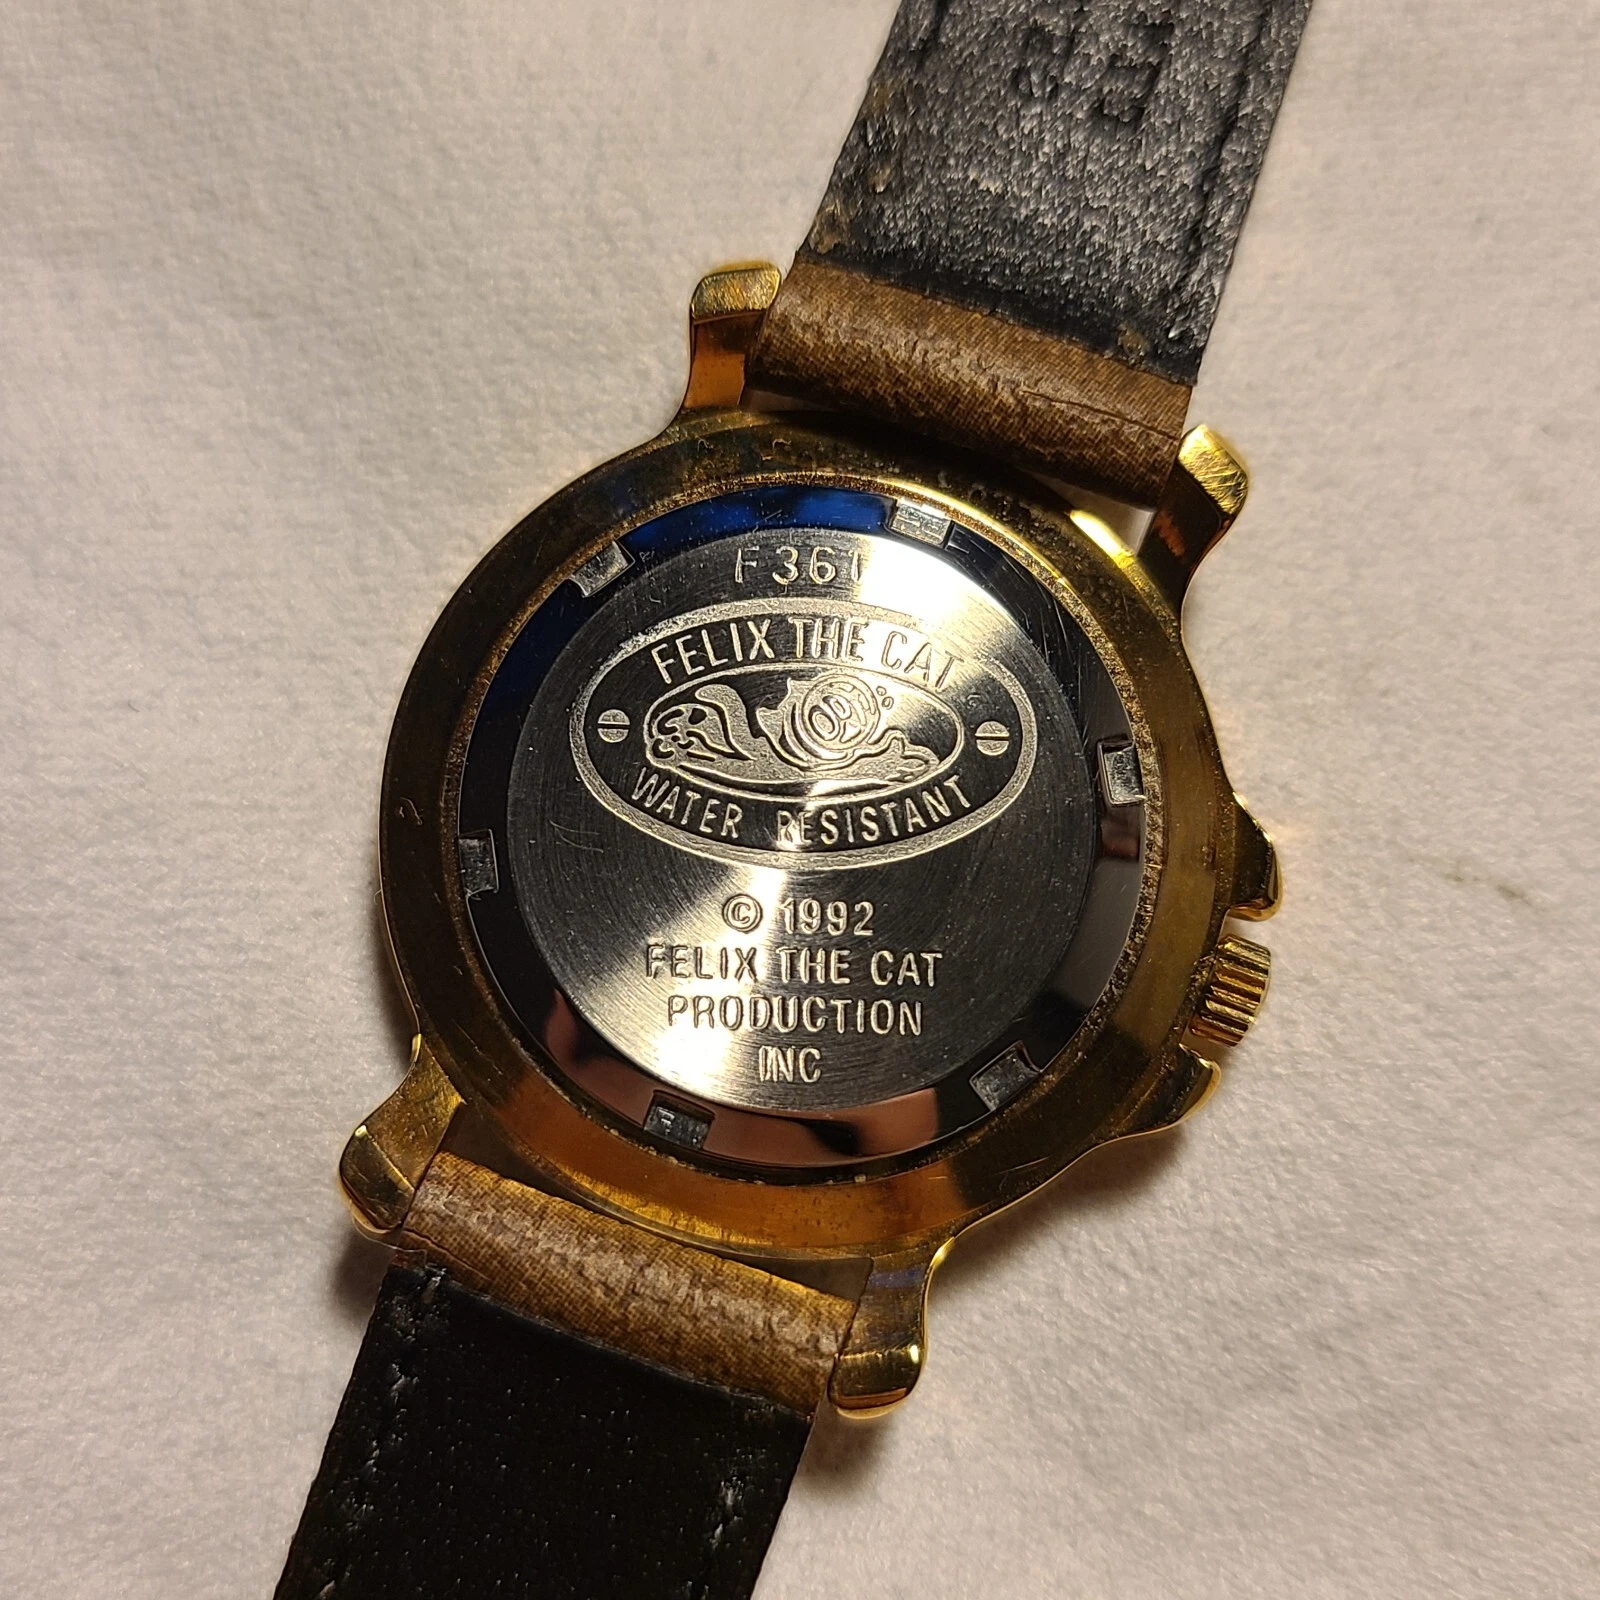 F361
FELIX THE CAT
WATER RESISTANT
© 1992
FELIX THE CAT
PRODUCTION
INC